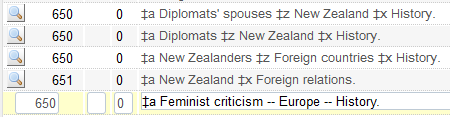 650 0 ‡a Diplomats' spouses ‡z New Zealand ‡x History.
650 0 ‡a Diplomats ‡z New Zealand ‡x History.
650 0 ‡a New Zealanders ‡z Foreign countries ‡x History.
651 0 ‡a New Zealand ‡x Foreign relations.
650 0 ‡a Feminist criticism -- Europe -- History.